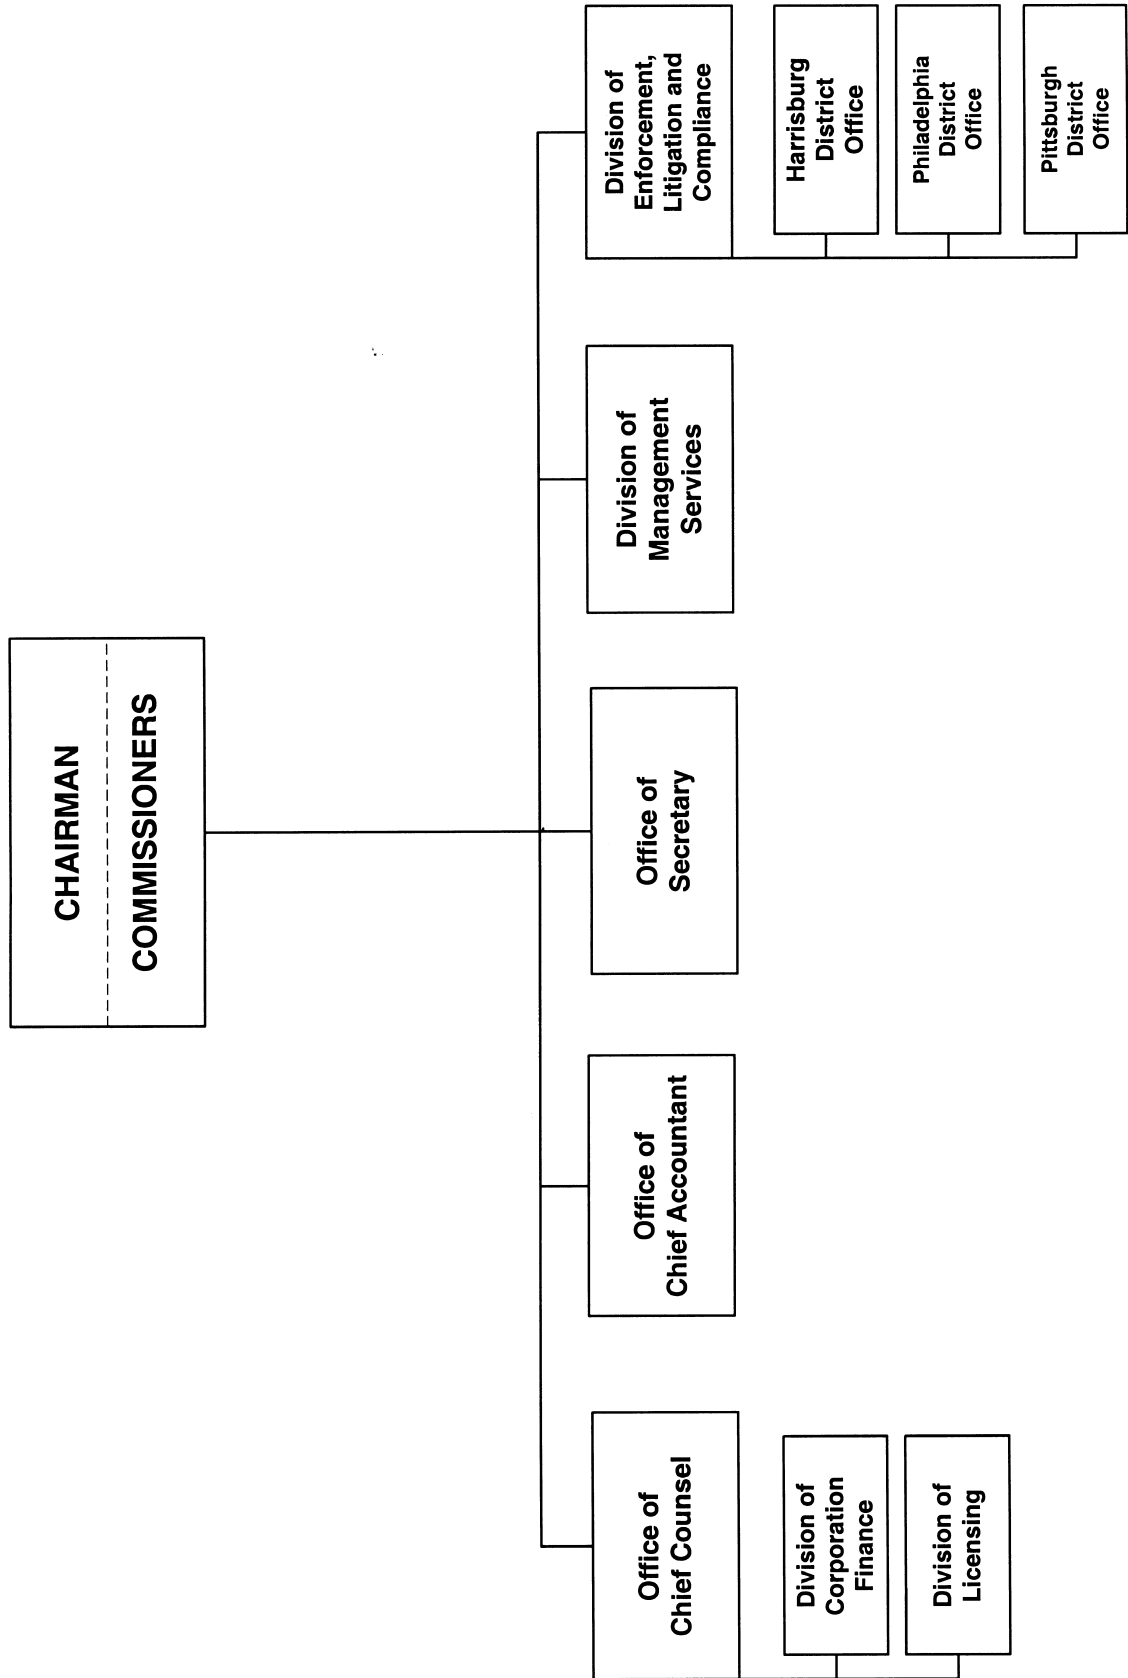 CHAIRMAN
COMMISSIONERS
Office of
Chief Counsel
Division of
Corporation
Finance
Division of
Licensing
Office of
Chief Accountant
Office of
Secretary
Division of
Management
Services
Division of
Enforcement,
Litigation and
Compliance
Harrisburg
District
Office
Philadelphia
District
Office
Pittsburgh
District
Office